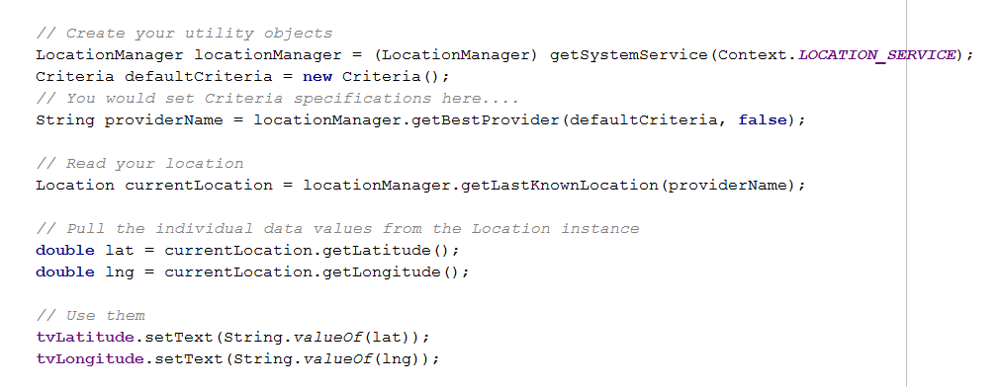 // Create your utility objects
LocationManager locationManager = (LocationManager) getSystemService(Context.LOCATION_SERVICE);
Criteria defaultCriteria = new Criteria();
// You would set Criteria specifications here....
String providerName = locationManager.getBestProvider(defaultCriteria, false);
// Read your location
Location currentLocation = locationManager.getLastKnownLocation(providerName);
// Pull the individual data values from the Location instance
double lat = currentLocation.getLatitude();
double lng = currentLocation.getLongitude();
// Use them
tvLatitude.setText(String.valueOf(lat));
tvLongitude.setText(String.valueOf(lng));